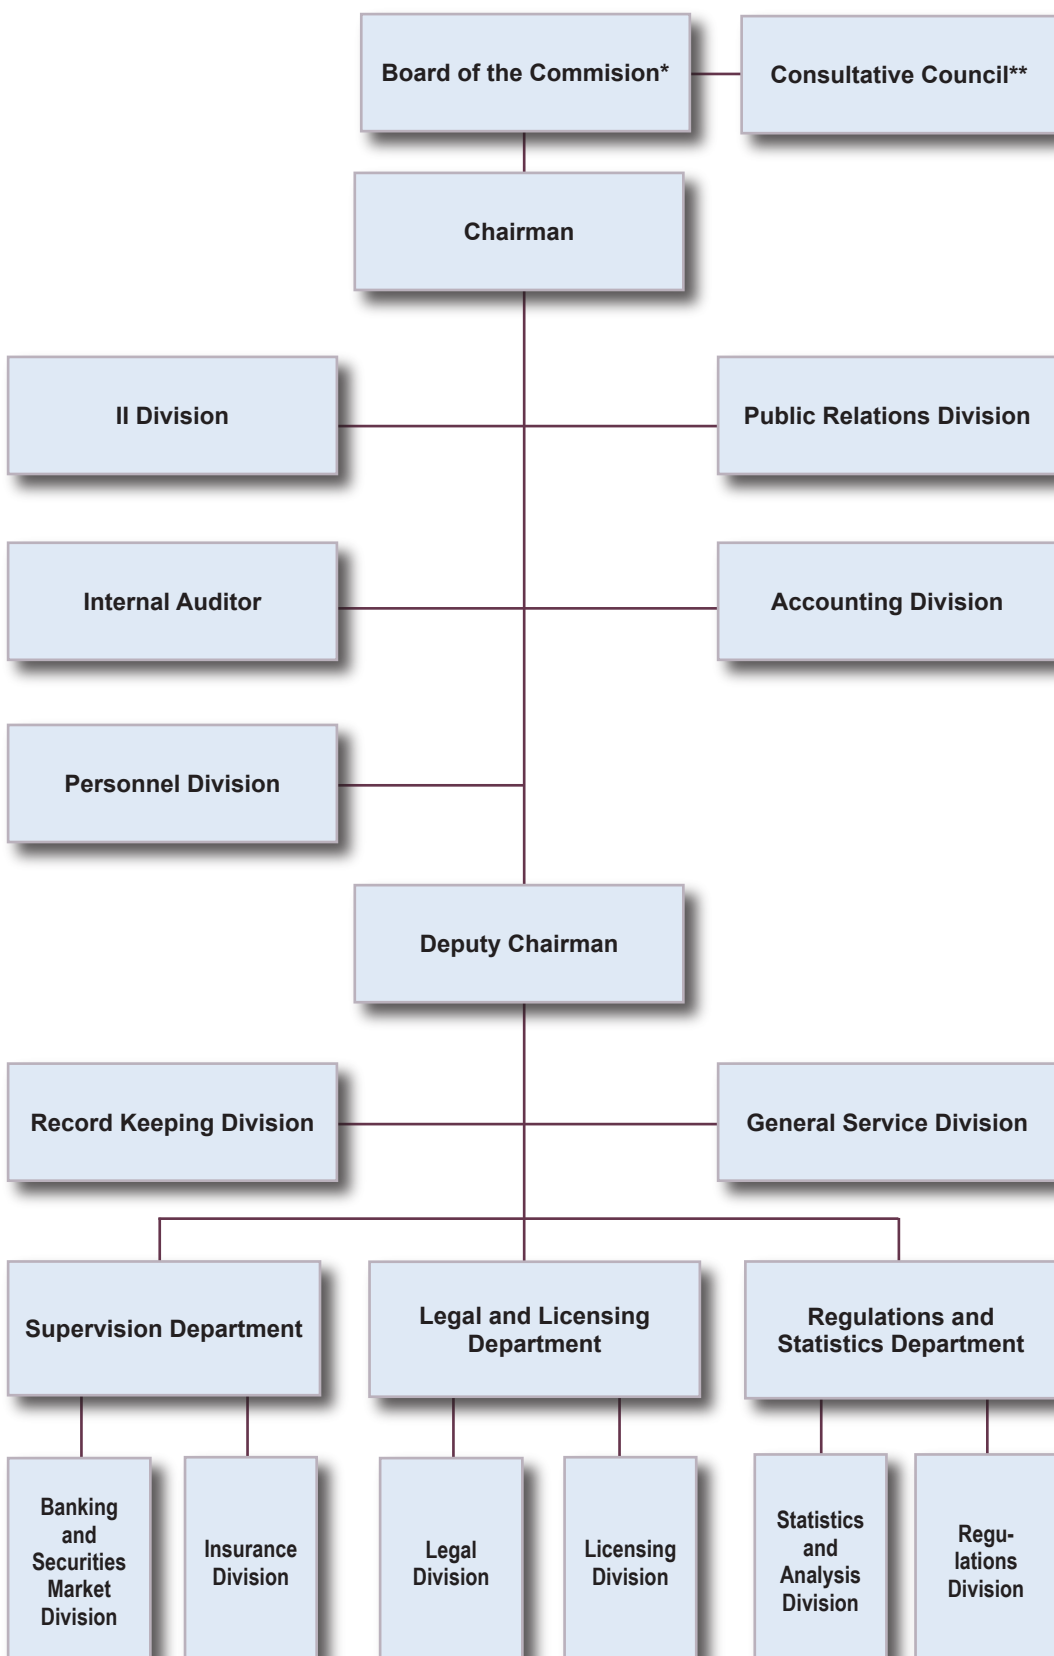 Board of the Commision*
Consultative Council**
Chairman
II Division
Public Relations Division
Internal Auditor
Accounting Division
Personnel Division
Deputy Chairman
Record Keeping Division
General Service Division
Supervision Department
Legal and Licensing
Department
Regulations and
Statistics Department
Banking
and
Securities
Market
Division
Insurance
Division
Legal
Division
Licensing
Division
Statistics
and
Analysis
Division
Regu-
lations
Division